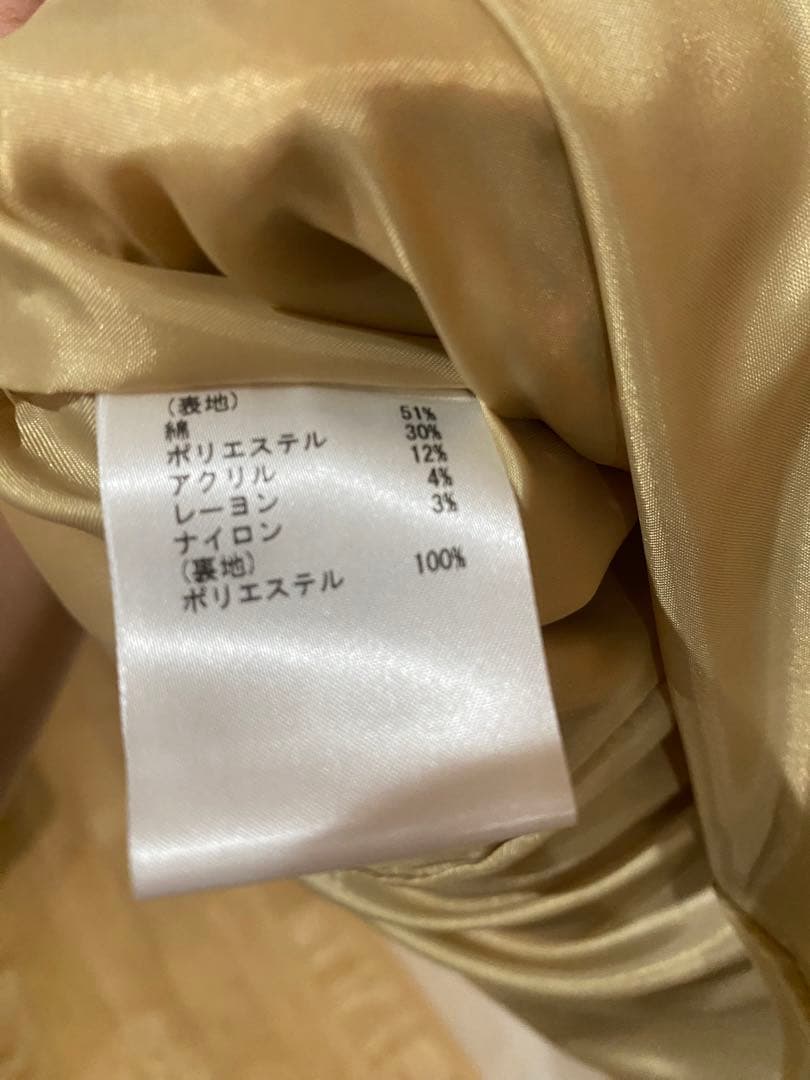 (表地)
綿 51%
ポリエステル 30%
アクリル 12%
レーヨン 4%
ナイロン 3%
(裏地)
ポリエステル 100%